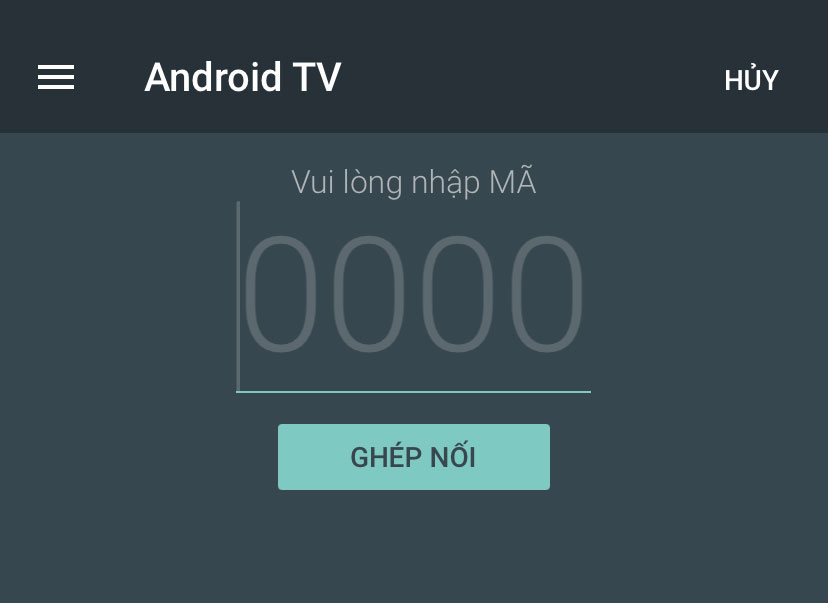 Android TV
HỦY
Vui lòng nhập MÃ
0000
GHÉP NỐI